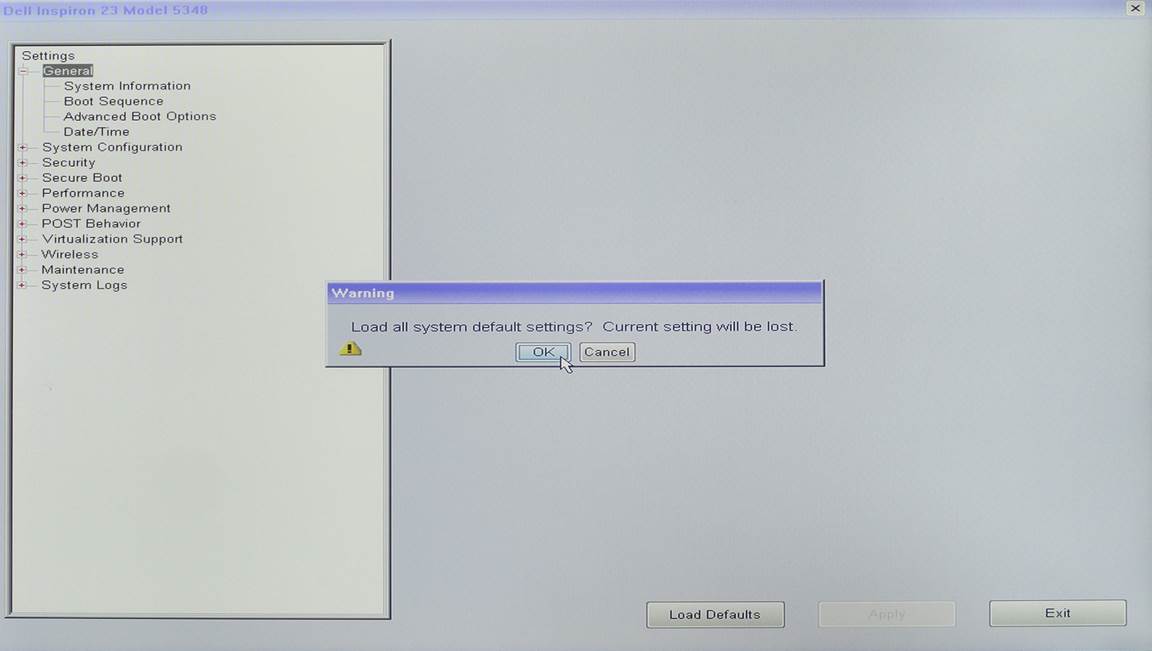 Dell Inspiron 23 Model 5348
Settings
General
System Information
Boot Sequence
Advanced Boot Options
Date/Time
System Configuration
Security
Secure Boot
Performance
Power Management
POST Behavior
Virtualization Support
Wireless
Maintenance
System Logs
Warning
Load all system default settings? Current setting will be lost.
OK
Cancel
Load Defaults
Apply
Exit